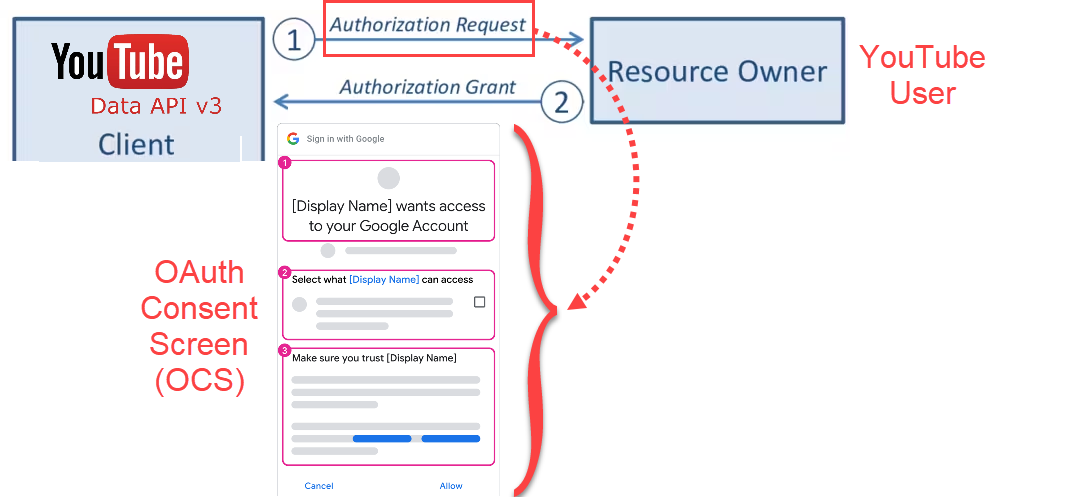 1
Authorization Request
YouTube
Data API v3
Client
Resource Owner
YouTube
User
Authorization Grant
2
Sign in with Google
1
[Display Name] wants access
to your Google Account
2
Select what [Display Name] can access
3
Make sure you trust [Display Name]
Cancel
Allow
OAuth
Consent
Screen
(OCS)